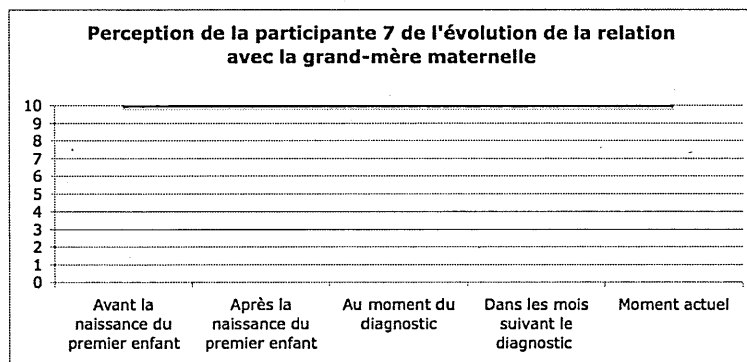 Perception de la participante 7 de l'évolution de la relation
avec la grand-mère maternelle
10
9
8
7
6
5
4
3
2
1
0
Avant la
naissance du
premier enfant
Après la
naissance du
premier enfant
Au moment du
diagnostic
Dans les mois
suivant le
diagnostic
Moment actuel